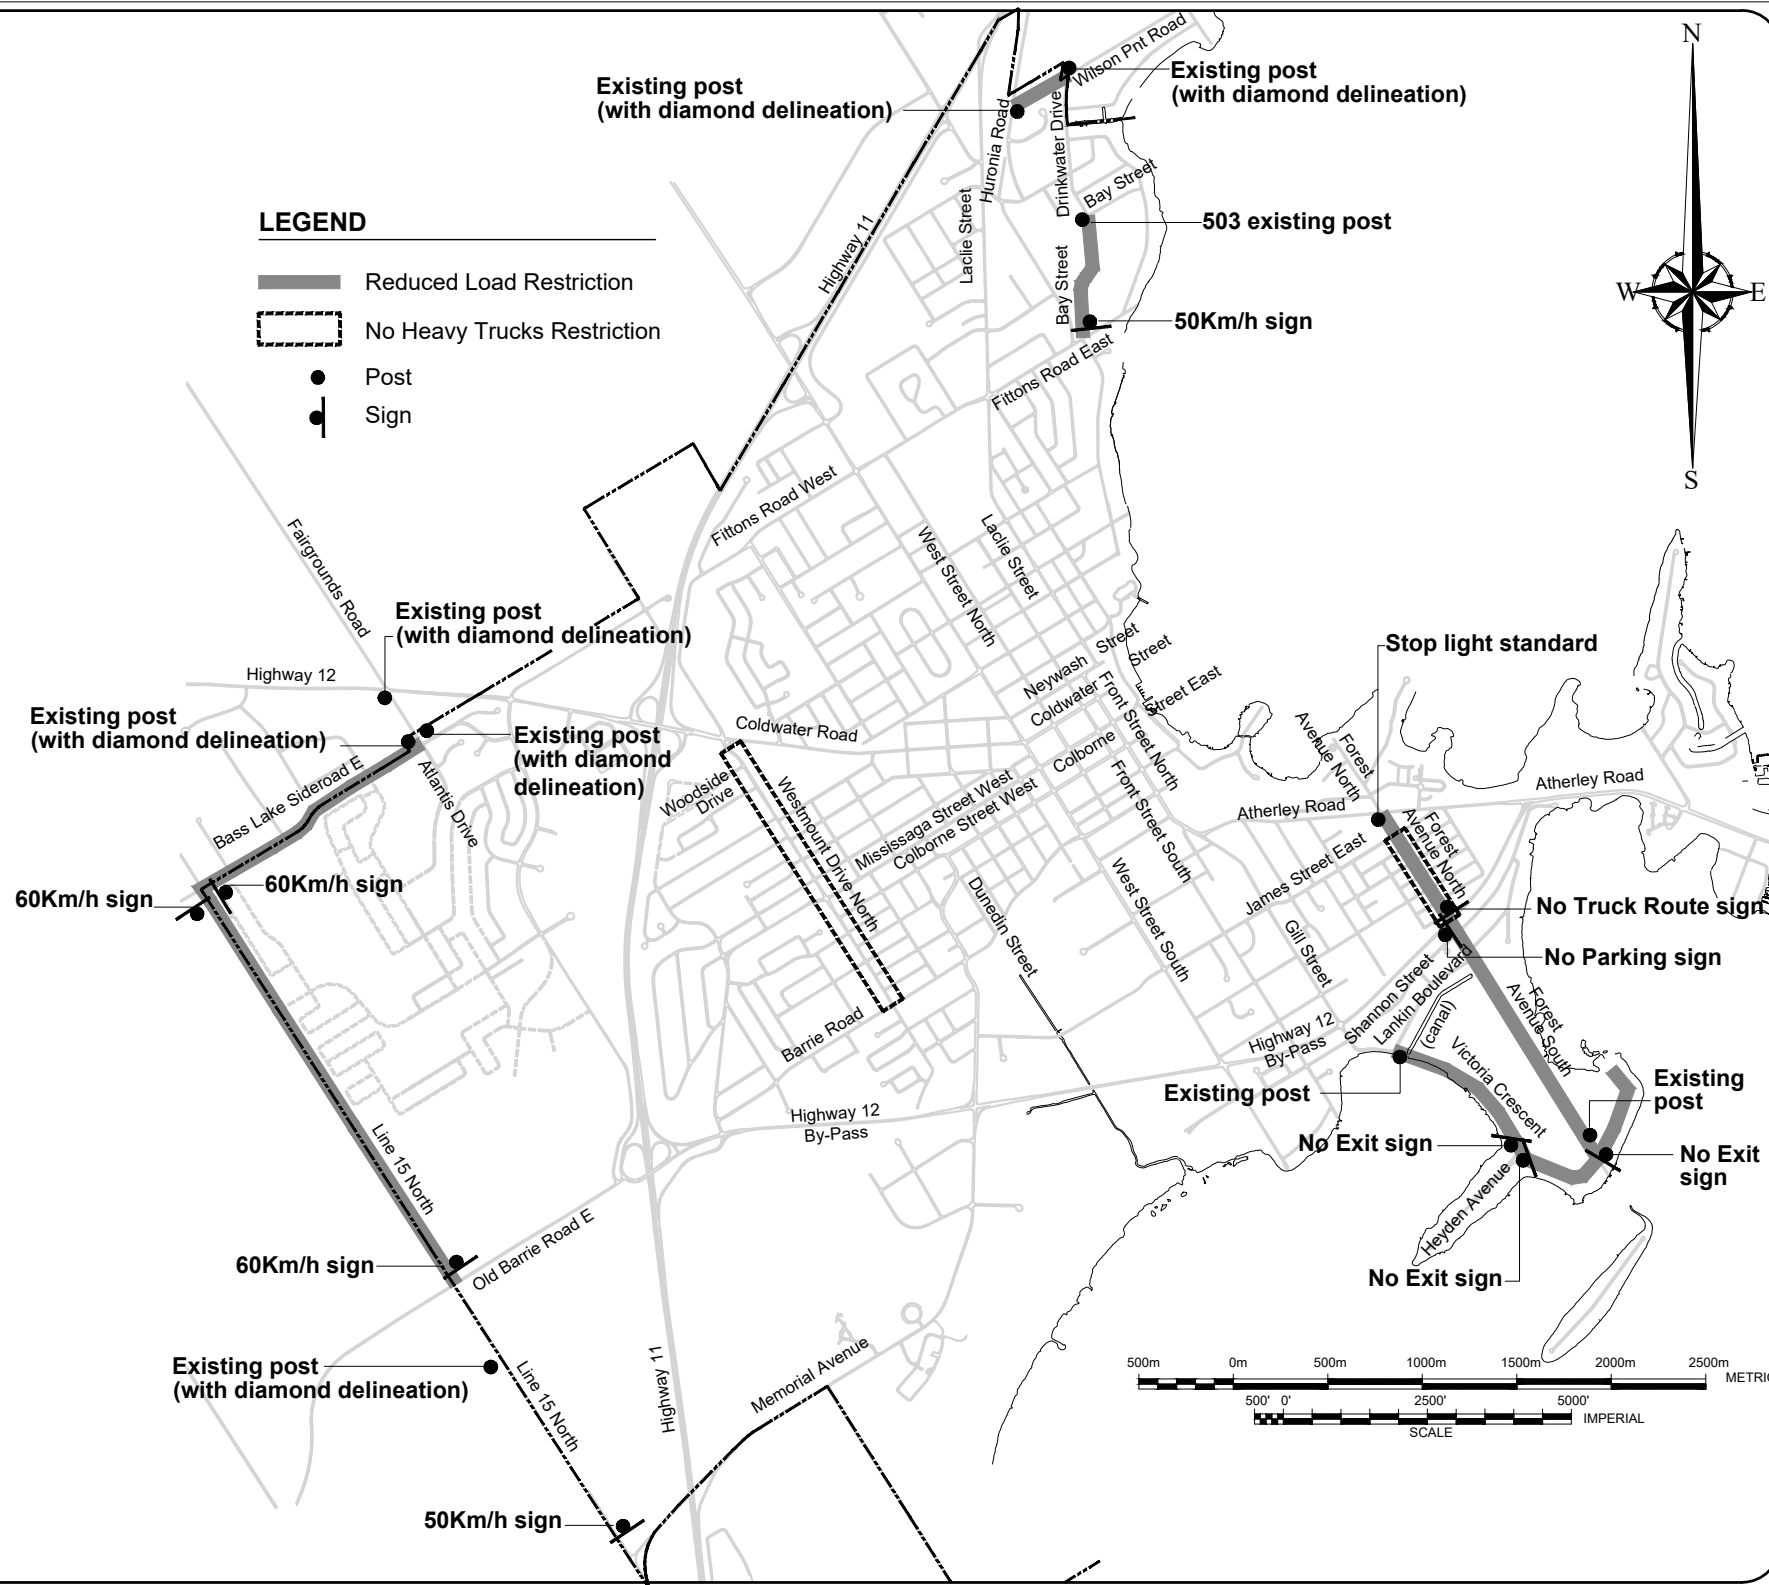 N
Wilson Pnt Road
Existing post
(with diamond delineation)
Existing post
(with diamond delineation)
Huronia Road
Drinkwater Drive
Bay Street
Laclie Street
503 existing post
LEGEND
Highway 11
Reduced Load Restriction
Bay Street
W
E
No Heavy Trucks Restriction
50Km/h sign
Post
Fittons Road East
Sign
S
Fittons Road West
Fairgrounds Road
West Street North
Laclie Street
Existing post
(with diamond delineation)
Neywash Street
Coldwater Street
Stop light standard
Highway 12
Front Street North
Colborne Street East
Existing post
(with diamond delineation)
Coldwater Road
Existing post
(with diamond
delineation)
Forest
Avenue North
Atherley Road
Bass Lake Sideroad E
Atlantis Drive
Woodside
Drive
Westmount Drive North
Mississaga Street West
Colborne Street West
Front Street South
Atherley Road
Forest
Avenue North
James Street East
60Km/h sign
60Km/h sign
Dunedin Street
West Street South
No Truck Route sign
Gill Street
No Parking sign
Shannon Street
Lankin Boulevard
(canal)
Forest
Avenue South
Barrie Road
Highway 12
By-Pass
Victoria Crescent
Existing post
Existing
post
Highway 12
By-Pass
Line 15 North
No Exit sign
No Exit
sign
Heyden Avenue
Old Barrie Road E
60Km/h sign
No Exit sign
Existing post
(with diamond delineation)
Line 15 North
Highway 11
Memorial Avenue
500m 0m 500m 1000m 1500m 2000m 2500m
METRIC
500' 0' 2500' 5000'
IMPERIAL
SCALE
50Km/h sign